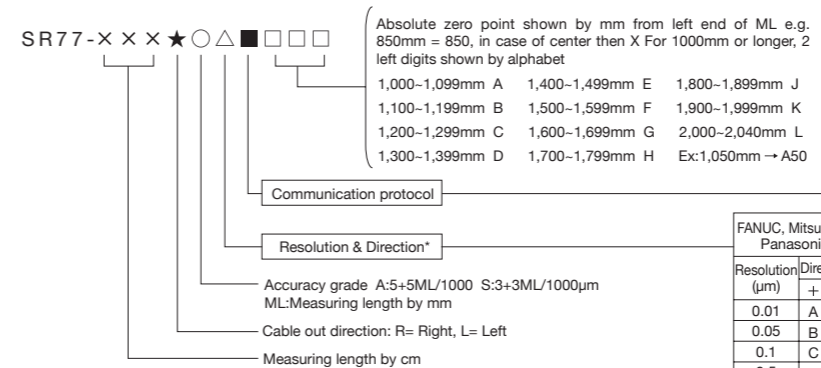 SR77-×××★○△■□□□
Absolute zero point shown by mm from left end of ML e.g.
850mm = 850, in case of center then X For 1000mm or longer, 2
left digits shown by alphabet
1,000~1,099mm A 1,400~1,499mm E 1,800~1,899mm J
1,100~1,199mm B 1,500~1,599mm F 1,900~1,999mm K
1,200~1,299mm C 1,600~1,699mm G 2,000~2,040mm L
1,300~1,399mm D 1,700~1,799mm H Ex:1,050mm → A50
Communication protocol
Resolution & Direction*
Accuracy grade A:5+5ML/1000 S:3+3ML/1000μm
ML:Measuring length by mm
Cable out direction: R= Right, L= Left
Measuring length by cm
FANUC, Mitsu
Panasoni
Resolution Dire
(μm) +
0.01 A
0.05 B
0.1 C